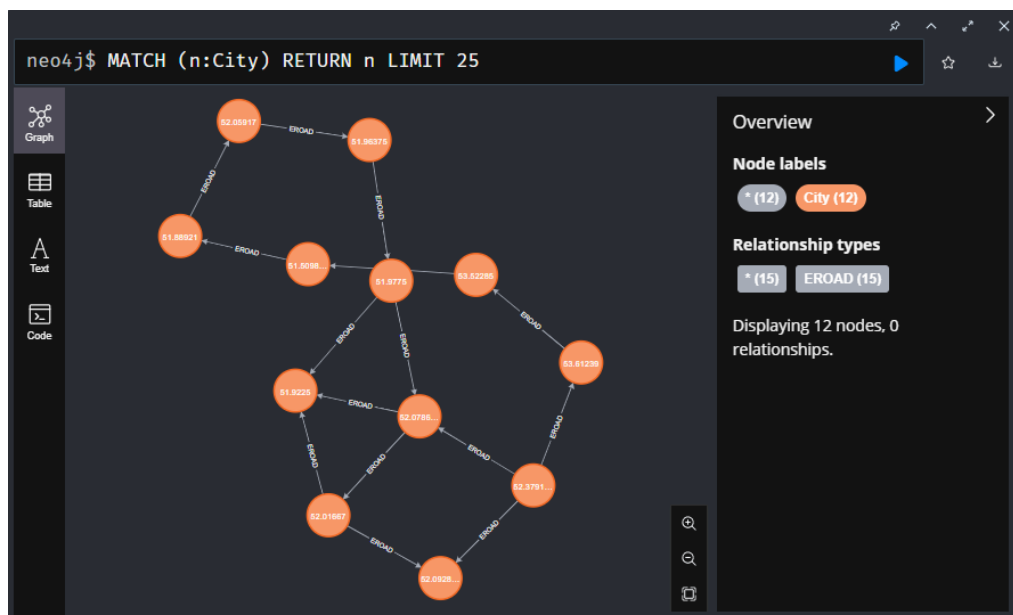 neo4j$ MATCH (n:City) RETURN n LIMIT 25
Graph
Table
Text
Code
52.05917
EROAD
51.96375
EROAD
EROAD
51.88921
EROAD
51.5098...
51.9775
53.52285
EROAD
EROAD
EROAD
53.61235
51.9225
EROAD
52.0785...
EROAD
EROAD
EROAD
EROAD
52.3791...
52.01667
EROAD
EROAD
52.0928...
Overview
Node labels
* (12)
City (12)
Relationship types
* (15)
EROAD (15)
Displaying 12 nodes, 0
relationships.